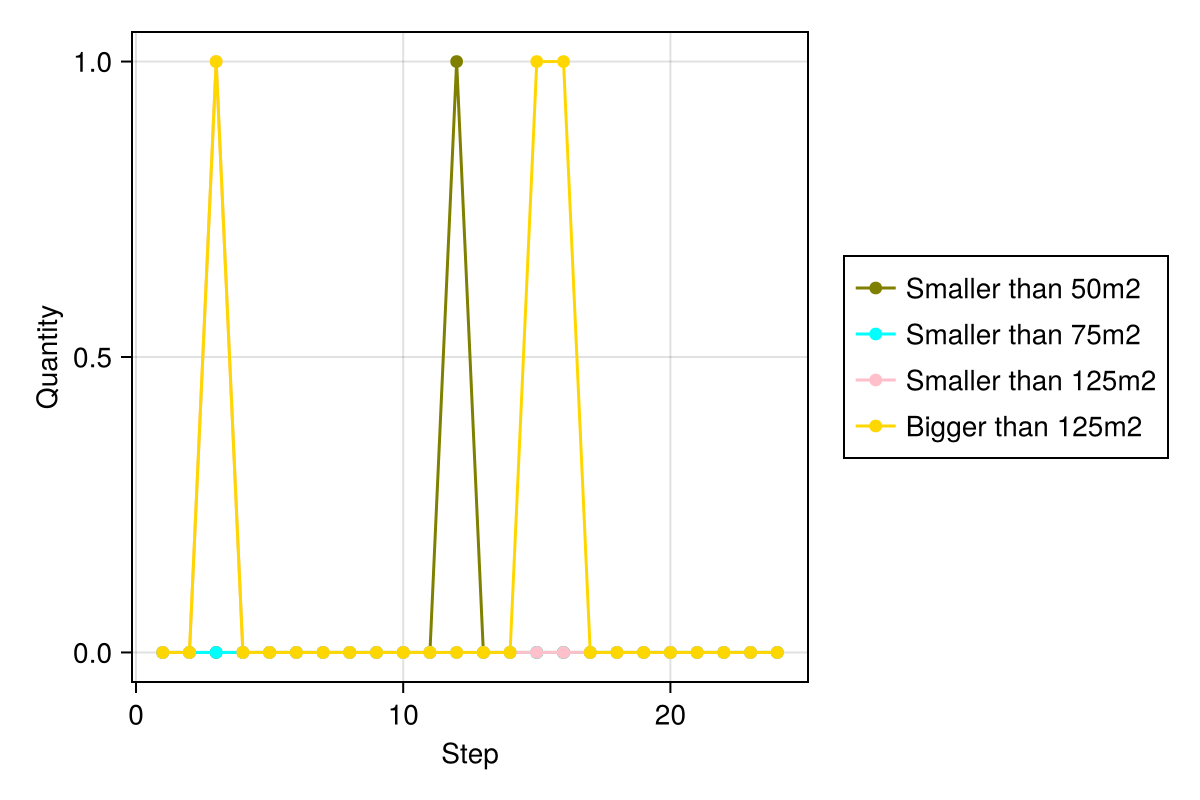 1.0
0.5
0.0
Quantity
0
10
20
Step
Smaller than 50m2
Smaller than 75m2
Smaller than 125m2
Bigger than 125m2